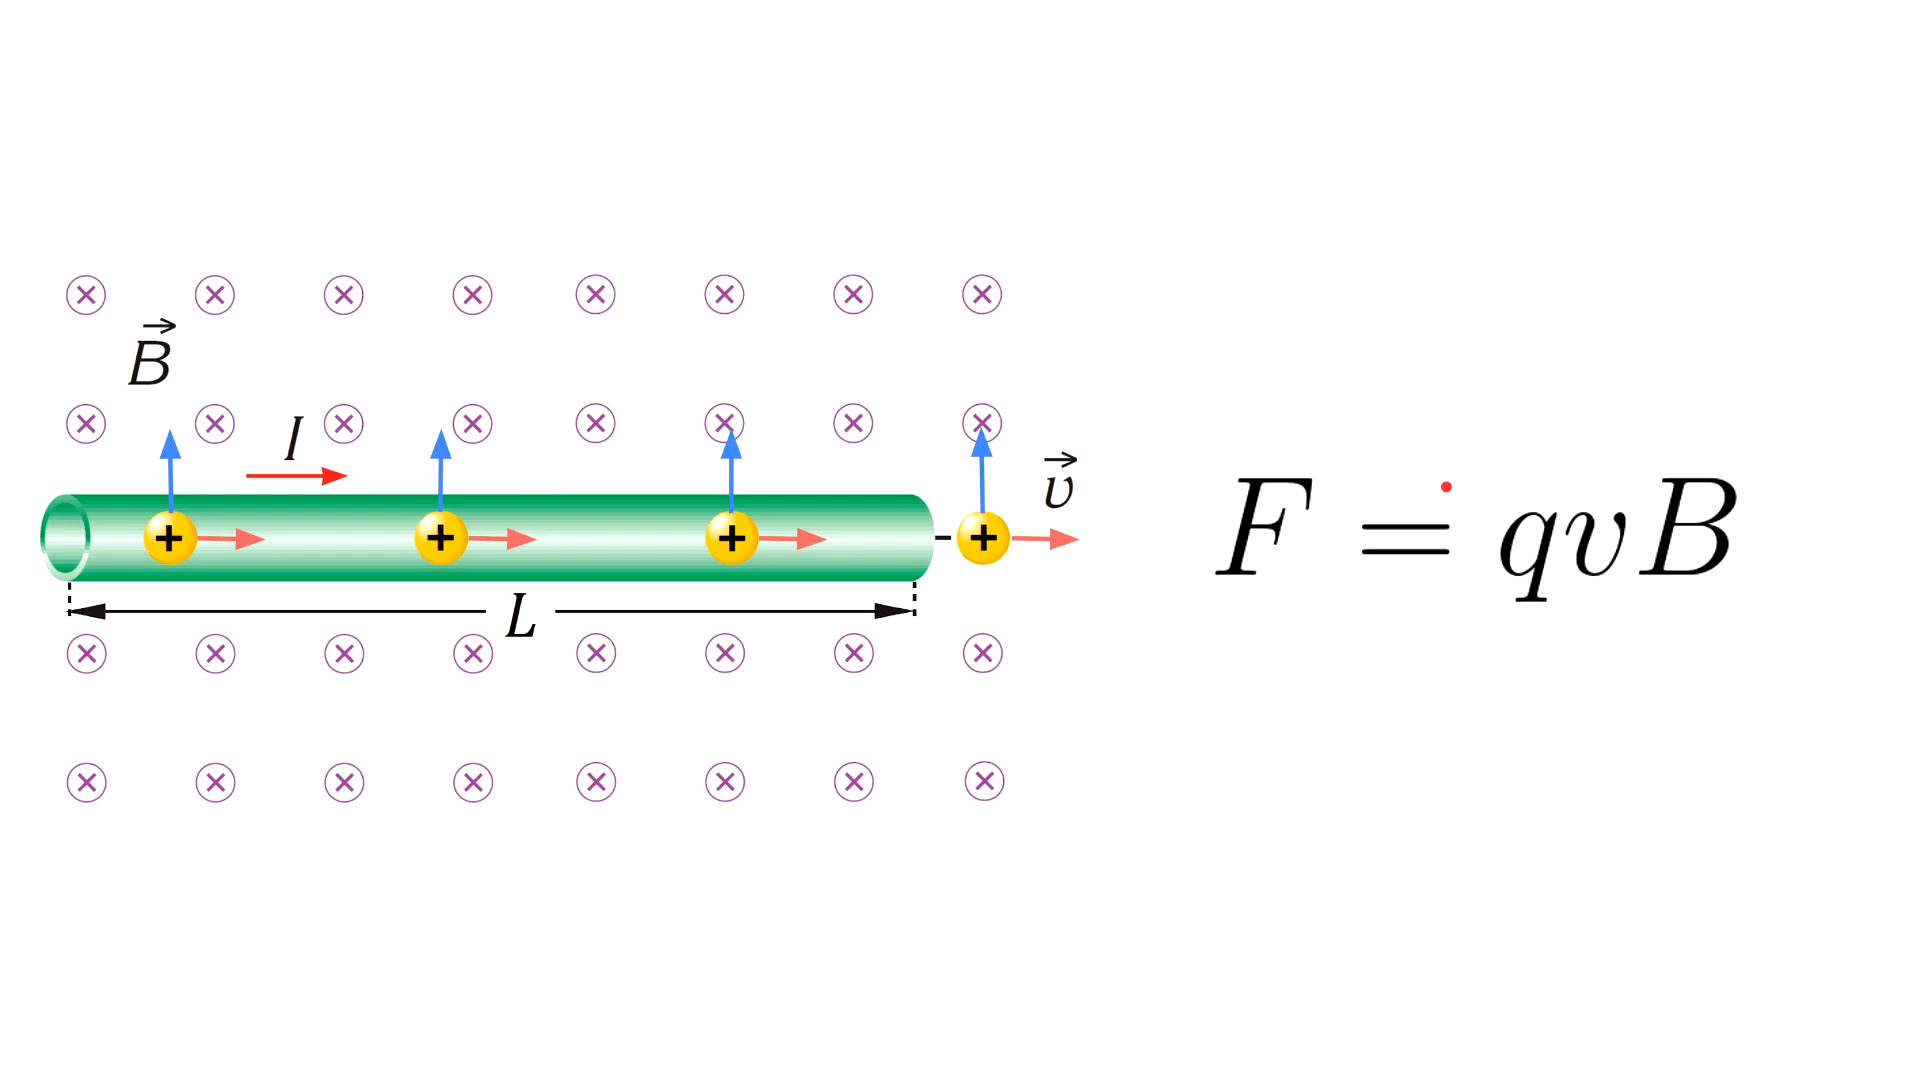 B⃗
I
v⃗
+ + + +
L
F = qvB